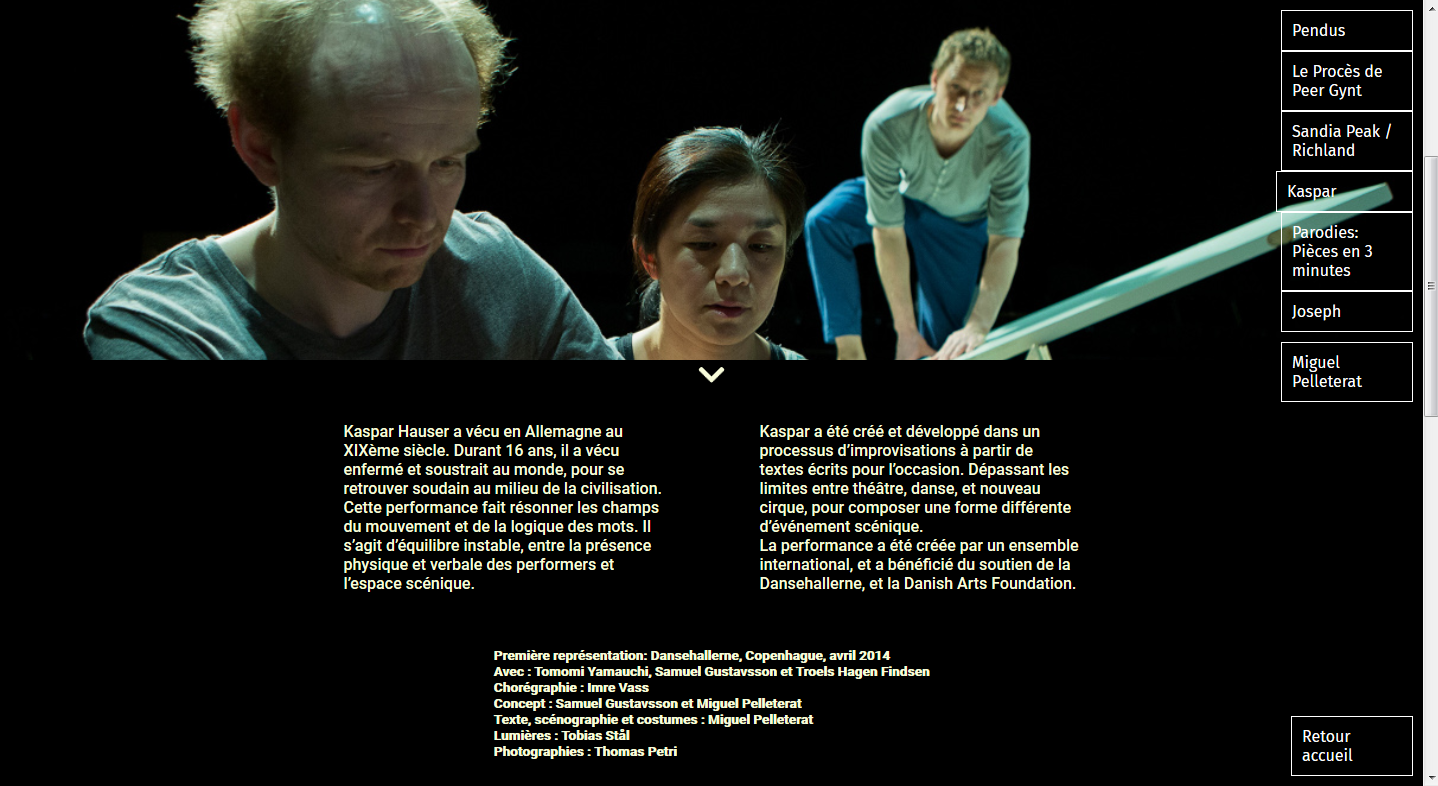 Pendus
Le Procès de
Peer Gynt
Sandia Peak /
Richland
Kaspar
Parodies:
Pièces en 3
minutes
Joseph
Miguel
Pelleterat
Kaspar Hauser a vécu en Allemagne au
XIXème siècle. Durant 16 ans, il a vécu
enfermé et soustrait au monde, pour se
retrouver soudain au milieu de la civilisation.
Cette performance fait résonner les champs
du mouvement et de la logique des mots. Il
s’agit d’équilibre instable, entre la présence
physique et verbale des performers et
l’espace scénique.
Kaspar a été créé et développé dans un
processus d’improvisations à partir de
textes écrits pour l’occasion. Dépassant les
limites entre théâtre, danse, et nouveau
cirque, pour composer une forme différente
d’événement scénique.
La performance a été créée par un ensemble
international, et a bénéficié du soutien de la
Dansehallerne, et la Danish Arts Foundation.
Première représentation: Dansehallerne, Copenhague, avril 2014
Avec : Tomomi Yamauchi, Samuel Gustavsson et Troels Hagen Findsen
Chorégraphie : Imre Vass
Concept : Samuel Gustavsson et Miguel Pelleterat
Texte, scénographie et costumes : Miguel Pelleterat
Lumières : Tobias Stål
Photographies : Thomas Petri
Retour
accueil